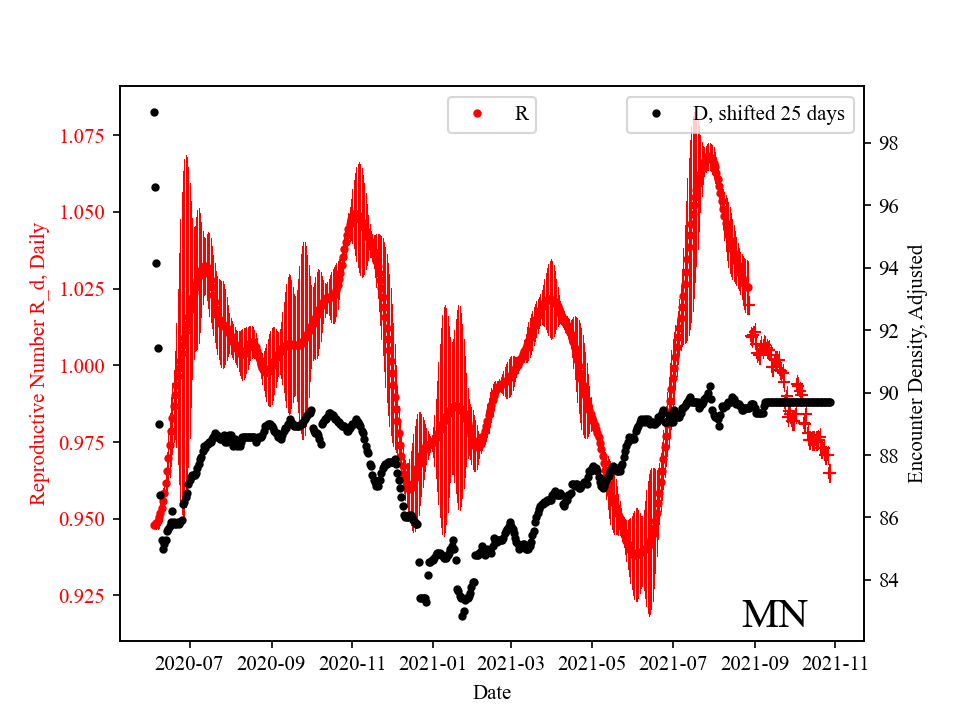 R
D, shifted 25 days
1.075
1.050
1.025
1.000
0.975
0.950
0.925
Reproductive Number R_d, Daily
98
96
94
92
90
88
86
84
Encounter Density, Adjusted
MN
2020-07 2020-09 2020-11 2021-01 2021-03 2021-05 2021-07 2021-09 2021-11
Date